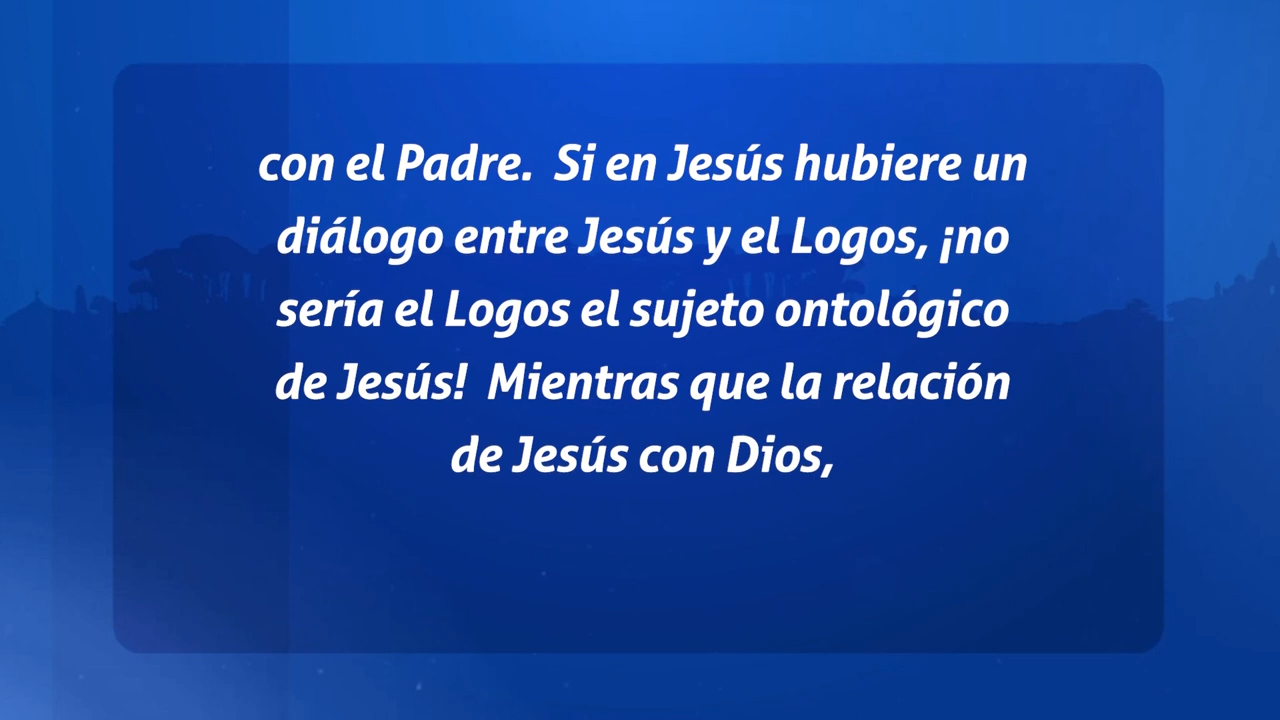 con el Padre.  Si en Jesús hubiere un
diálogo entre Jesús y el Logos, ¡no
sería el Logos el sujeto ontológico
de Jesús!  Mientras que la relación
de Jesús con Dios,